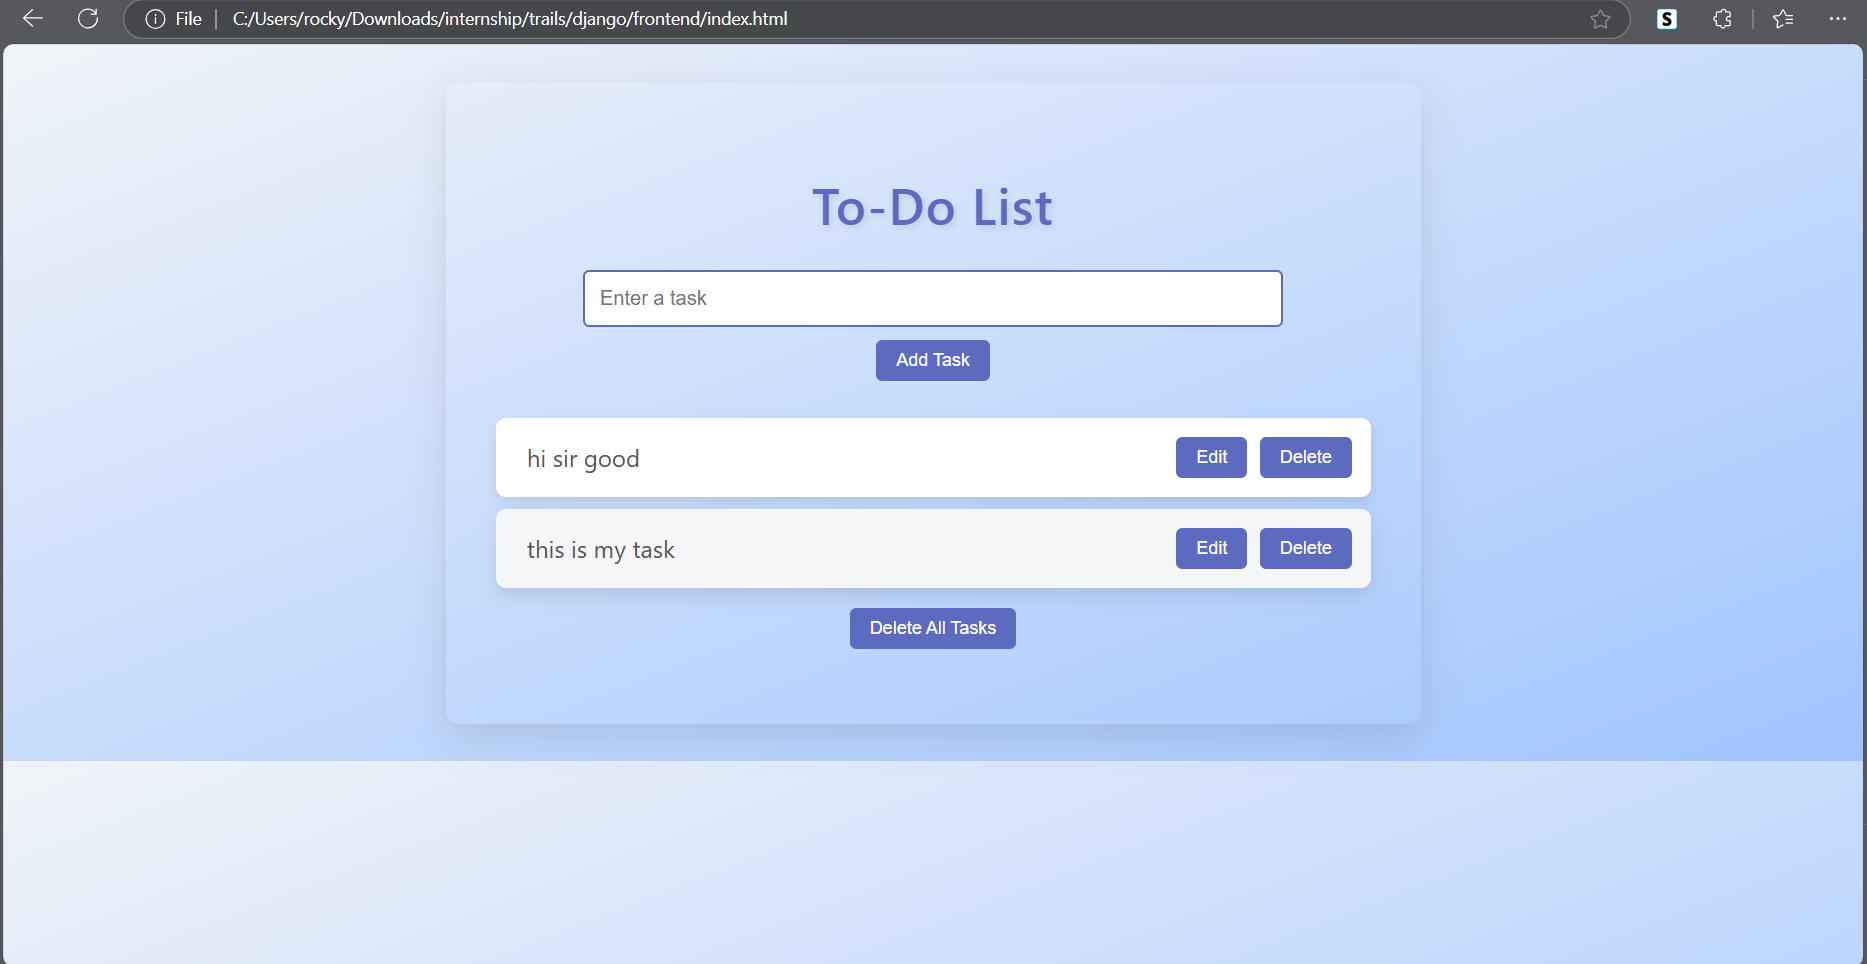 File C:/Users/rocky/Downloads/internship/trails/django/frontend/index.html S
To-Do List
Enter a task
Add Task
hi sir good Edit Delete
this is my task Edit Delete
Delete All Tasks